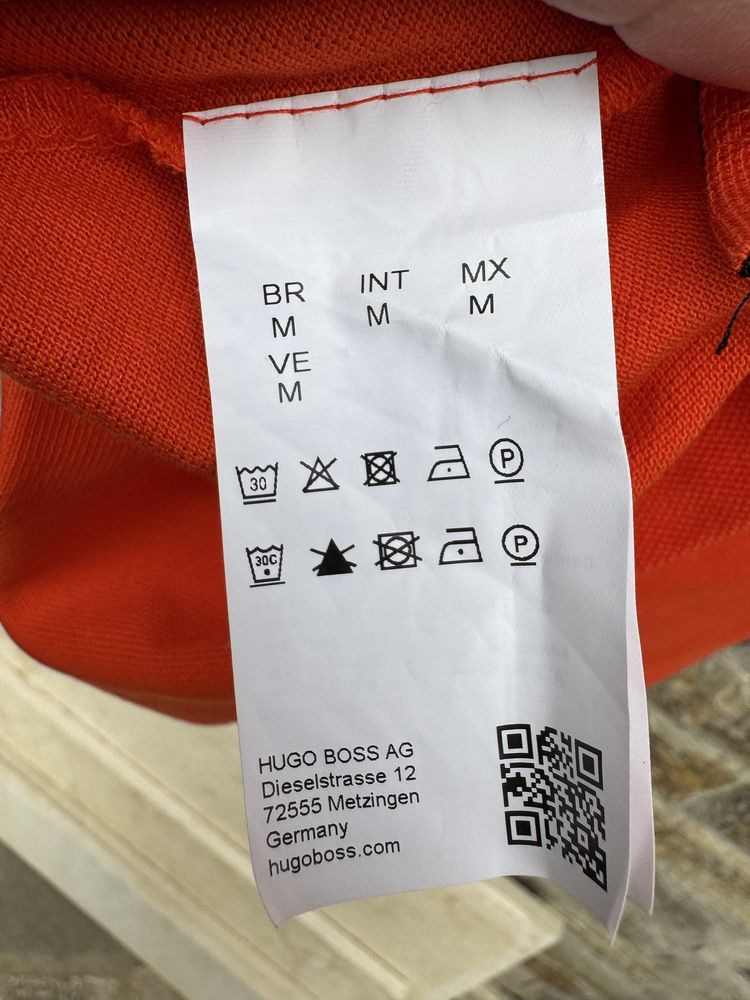 BR INT MX
M M M
VE
M
30 P
30C P
HUGO BOSS AG
Dieselstrasse 12
72555 Metzingen
Germany
hugoboss.com